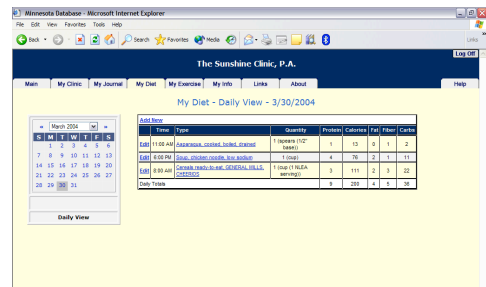 Minnesota Database - Microsoft Internet Explorer
File Edit View Favorites Tools Help
Back Search Favorites Media Links
The Sunshine Clinic, P.A.
Log Off
Main My Clinic My Journal My Diet My Exercise My Info Links About Help
My Diet - Daily View - 3/30/2004
« March 2004 »
S M T W T F S
1 2 3 4 5 6
7 8 9 10 11 12 13
14 15 16 17 18 19 20
21 22 23 24 25 26 27
28 29 30 31
Daily View
Add New
Time Type Quantity Protein Calories Fat Fiber Carbs
Edit 11:00 AM Asparagus, cooked, boiled, drained 1 (spears (1/2" base)) 1 13 0 1 2
Edit 6:00 PM Soup, chicken noodle, low sodium 1 (cup) 4 76 2 1 11
Edit 8:00 AM Cereals ready-to-eat, GENERAL MILLS, CHEERIOS 1 (cup (1 NLEA serving)) 3 111 2 3 22
Daily Totals 9 200 4 5 36